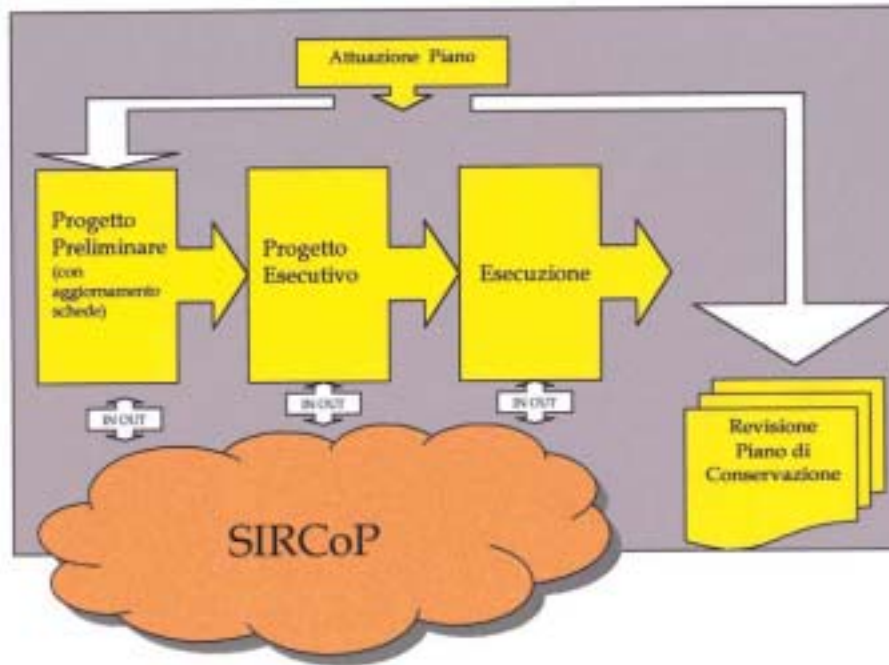 Attuazione Piano
Progetto
Preliminare
(con
aggiornamento
schede)
Progetto
Esecutivo
Esecuzione
IN OUT
IN OUT
IN OUT
Revisione
Piano di
Conservazione
SIRCoP